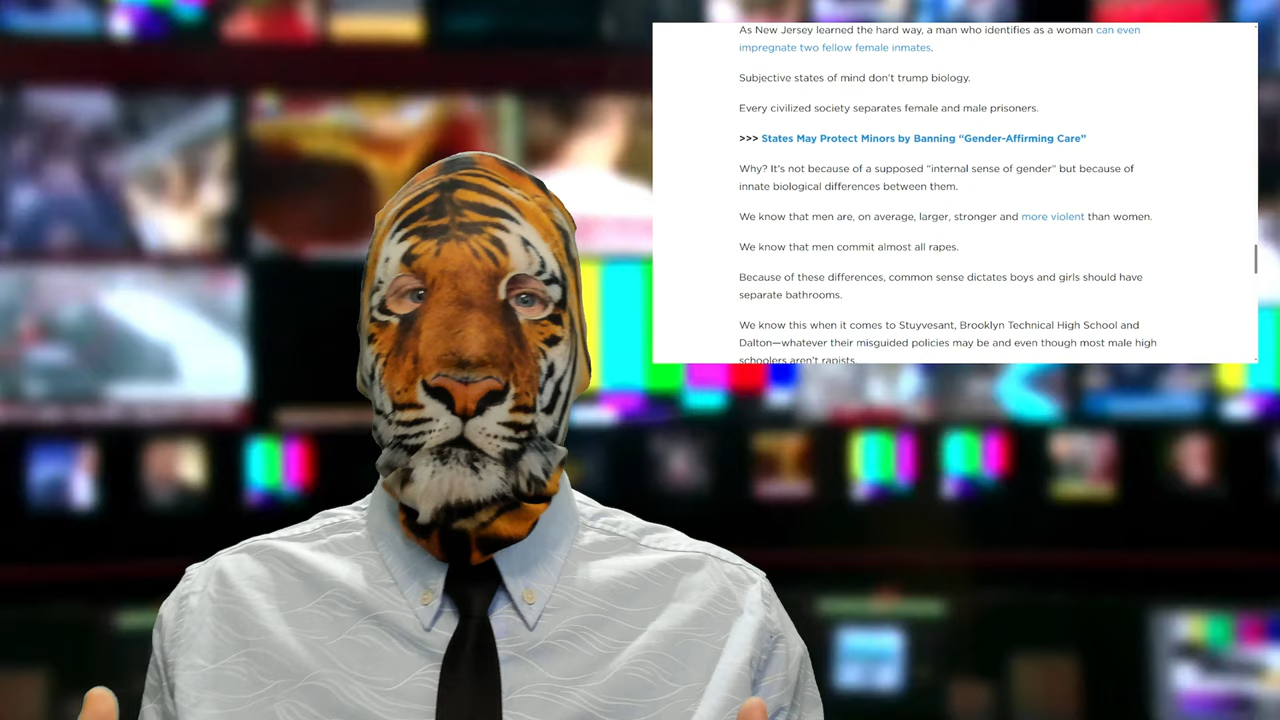 As New Jersey learned the hard way, a man who identifies as a woman can even
impregnate two fellow female inmates.
Subjective states of mind don't trump biology.
Every civilized society separates female and male prisoners.
>>> States May Protect Minors by Banning “Gender-Affirming Care”
Why? It's not because of a supposed “internal sense of gender” but because of
innate biological differences between them.
We know that men are, on average, larger, stronger and more violent than women.
We know that men commit almost all rapes.
Because of these differences, common sense dictates boys and girls should have
separate bathrooms.
We know this when it comes to Stuyvesant, Brooklyn Technical High School and
Dalton—whatever their misguided policies may be and even though most male high
schoolers aren't rapists.